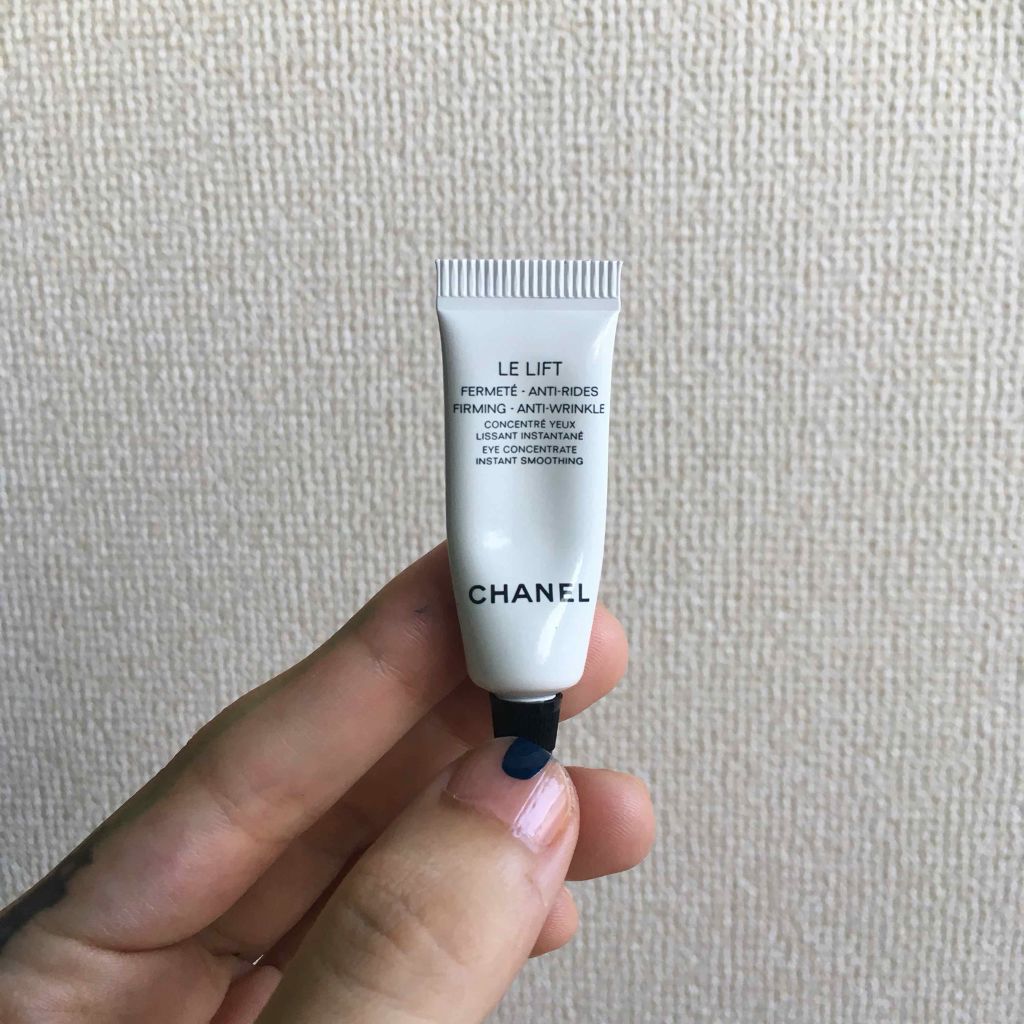 LE LIFT
FERMETÉ - ANTI-RIDES
FIRMING - ANTI-WRINKLE
CONCENTRÉ YEUX
LISSANT INSTANTANÉ
EYE CONCENTRATE
INSTANT SMOOTHING
CHANEL